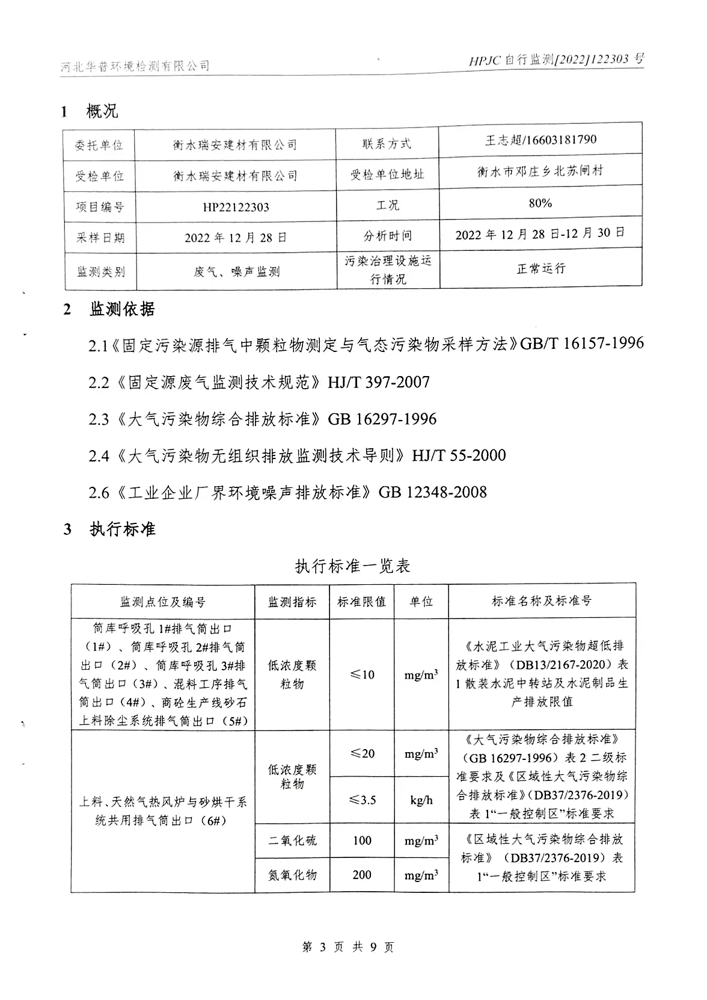 河北华普环境检测有限公司
HPJC 自行监测[2022]122303 号
1 概况
委托单位 衡水瑞安建材有限公司 联系方式 王志超/16603181790
受检单位 衡水瑞安建材有限公司 受检单位地址 衡水市邓庄乡北苏闸村
项目编号 HP22122303 工况 80%
采样日期 2022 年 12 月 28 日 分析时间 2022 年 12 月 28 日-12 月 30 日
监测类别 废气、噪声监测 污染治理设施运
行情况 正常运行
2 监测依据
2.1《固定污染源排气中颗粒物测定与气态污染物采样方法》GB/T 16157-1996
2.2《固定源废气监测技术规范》HJ/T 397-2007
2.3《大气污染物综合排放标准》GB 16297-1996
2.4《大气污染物无组织排放监测技术导则》HJ/T 55-2000
2.6《工业企业厂界环境噪声排放标准》GB 12348-2008
3 执行标准
执行标准一览表
监测点位及编号 监测指标 标准限值 单位 标准名称及标准号
筒库呼吸孔 1#排气筒出口
（1#）、筒库呼吸孔 2#排气筒
出口（2#）、筒库呼吸孔 3#排
气筒出口（3#）、混料工序排气
筒出口（4#）、商砼生产线砂石
上料除尘系统排气筒出口（5#）
低浓度颗
粒物
≤10
mg/m³
《水泥工业大气污染物超低排
放标准》（DB13/2167-2020）表
1 散装水泥中转站及水泥制品生
产排放限值
上料、天然气热风炉与砂烘干系
统共用排气筒出口（6#）
低浓度颗
粒物
≤20
mg/m³
≤3.5
kg/h
《大气污染物综合排放标准》
（GB 16297-1996）表 2 二级标
准要求及《区域性大气污染物综
合排放标准》（DB37/2376-2019）
表 1“一般控制区”标准要求
二氧化硫 100 mg/m³
氮氧化物 200 mg/m³
《区域性大气污染物综合排放
标准》（DB37/2376-2019）表
1“一般控制区”标准要求
第 3 页 共 9 页